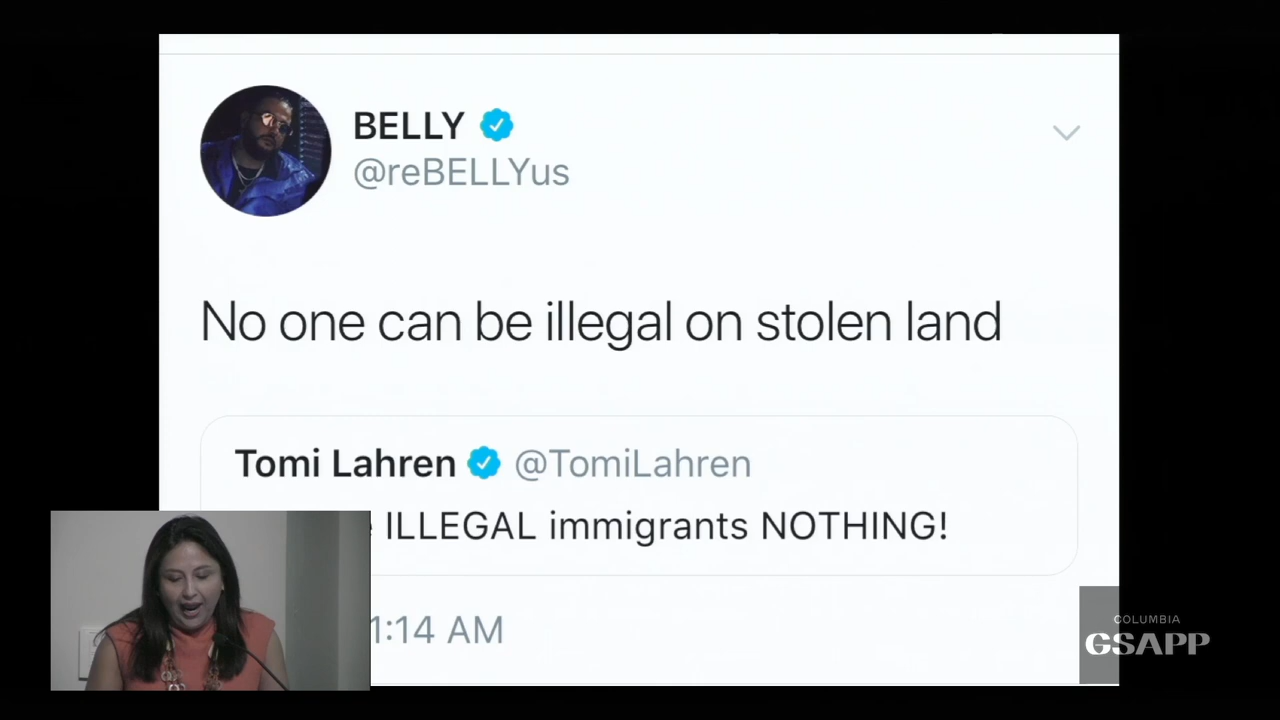 BELLY
@reBELLYus
No one can be illegal on stolen land
Tomi Lahren @TomiLahren
ILLEGAL immigrants NOTHING!
1:14 AM
COLUMBIA
GSAPP